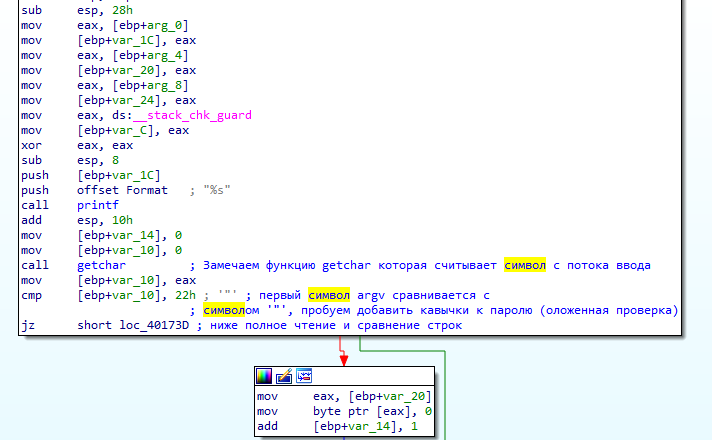 sub esp, 28h
mov eax, [ebp+arg_0]
mov [ebp+var_1C], eax
mov eax, [ebp+arg_4]
mov [ebp+var_20], eax
mov eax, [ebp+arg_8]
mov [ebp+var_24], eax
mov eax, ds:__stack_chk_guard
mov [ebp+var_C], eax
xor eax, eax
sub esp, 8
push [ebp+var_1C]
push offset Format ; "%s"
call printf
add esp, 10h
mov [ebp+var_14], 0
mov [ebp+var_10], 0
call getchar ; Замечаем функцию getchar которая считывает символ с потока ввода
mov [ebp+var_10], eax
cmp [ebp+var_10], 22h ; '"' ; первый символ argv сравнивается с
; символом '"', пробуем добавить кавычки к паролю (оложенная проверка)
jz short loc_40173D ; ниже полное чтение и сравнение строк
mov eax, [ebp+var_20]
mov byte ptr [eax], 0
add [ebp+var_14], 1